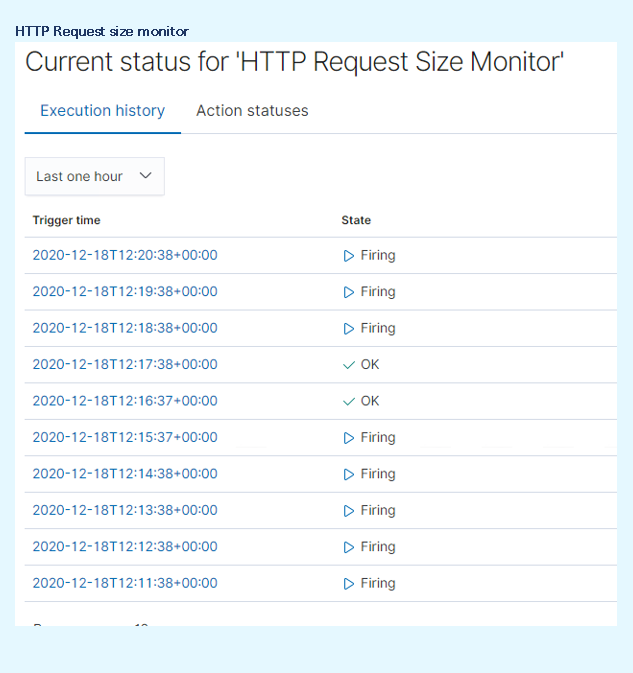 HTTP Request size monitor
Current status for 'HTTP Request Size Monitor'
Execution history Action statuses
Last one hour
Trigger time State
2020-12-18T12:20:38+00:00 Firing
2020-12-18T12:19:38+00:00 Firing
2020-12-18T12:18:38+00:00 Firing
2020-12-18T12:17:38+00:00 OK
2020-12-18T12:16:37+00:00 OK
2020-12-18T12:15:37+00:00 Firing
2020-12-18T12:14:38+00:00 Firing
2020-12-18T12:13:38+00:00 Firing
2020-12-18T12:12:38+00:00 Firing
2020-12-18T12:11:38+00:00 Firing